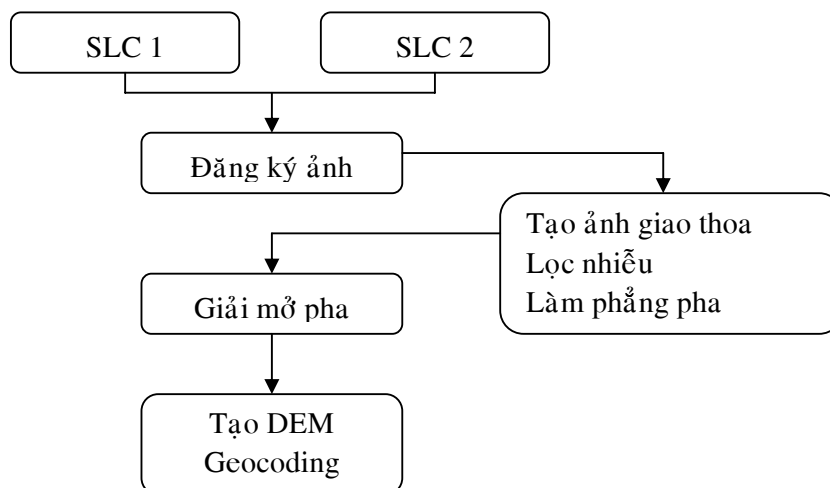 SLC 1
SLC 2
Đăng ký ảnh
Tạo ảnh giao thoa
Lọc nhiễu
Làm phẳng pha
Giải mở pha
Tạo DEM
Geocoding